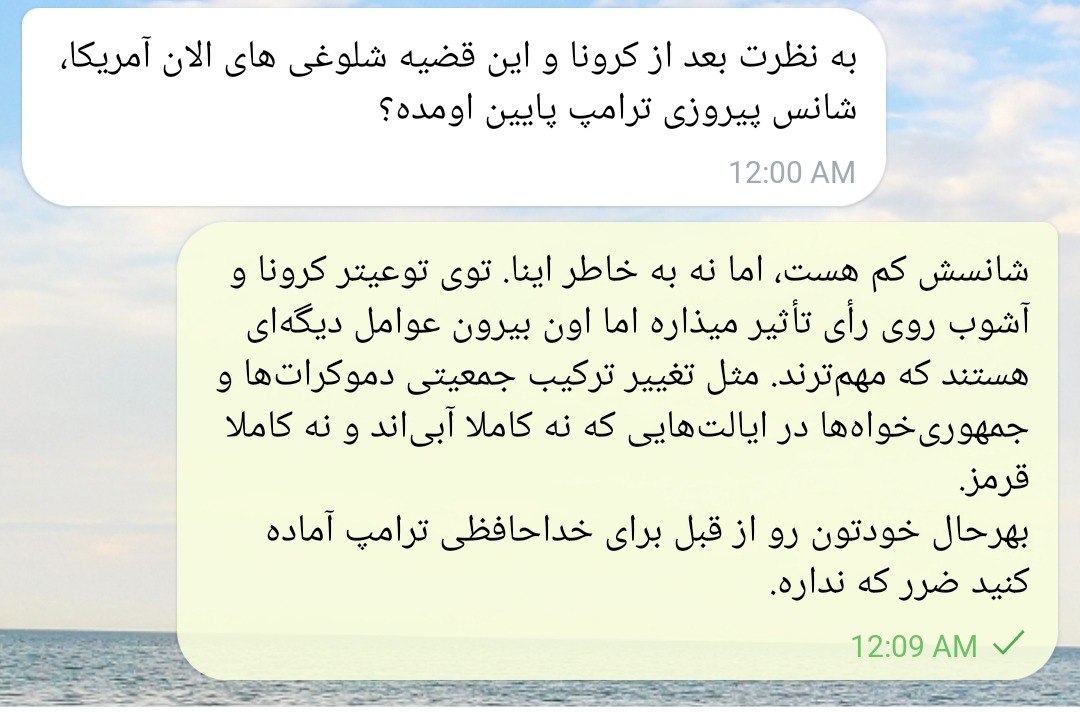 به نظرت بعد از کرونا و این قضیه شلوغی های الان آمریکا،
شانس پیروزی ترامپ پایین اومده؟
12:00 AM
شانسش کم هست، اما نه به خاطر اینا. توی توعیتر کرونا و
آشوب روی رأی تأثیر میذاره اما اون بیرون عوامل دیگه‌ای
هستند که مهم‌ترند. مثل تغییر ترکیب جمعیتی دموکرات‌ها و
جمهوری‌خواه‌ها در ایالت‌هایی که نه کاملا آبی‌اند و نه کاملا
قرمز.
بهرحال خودتون رو از قبل برای خداحافظی ترامپ آماده
کنید ضرر که نداره.
12:09 AM